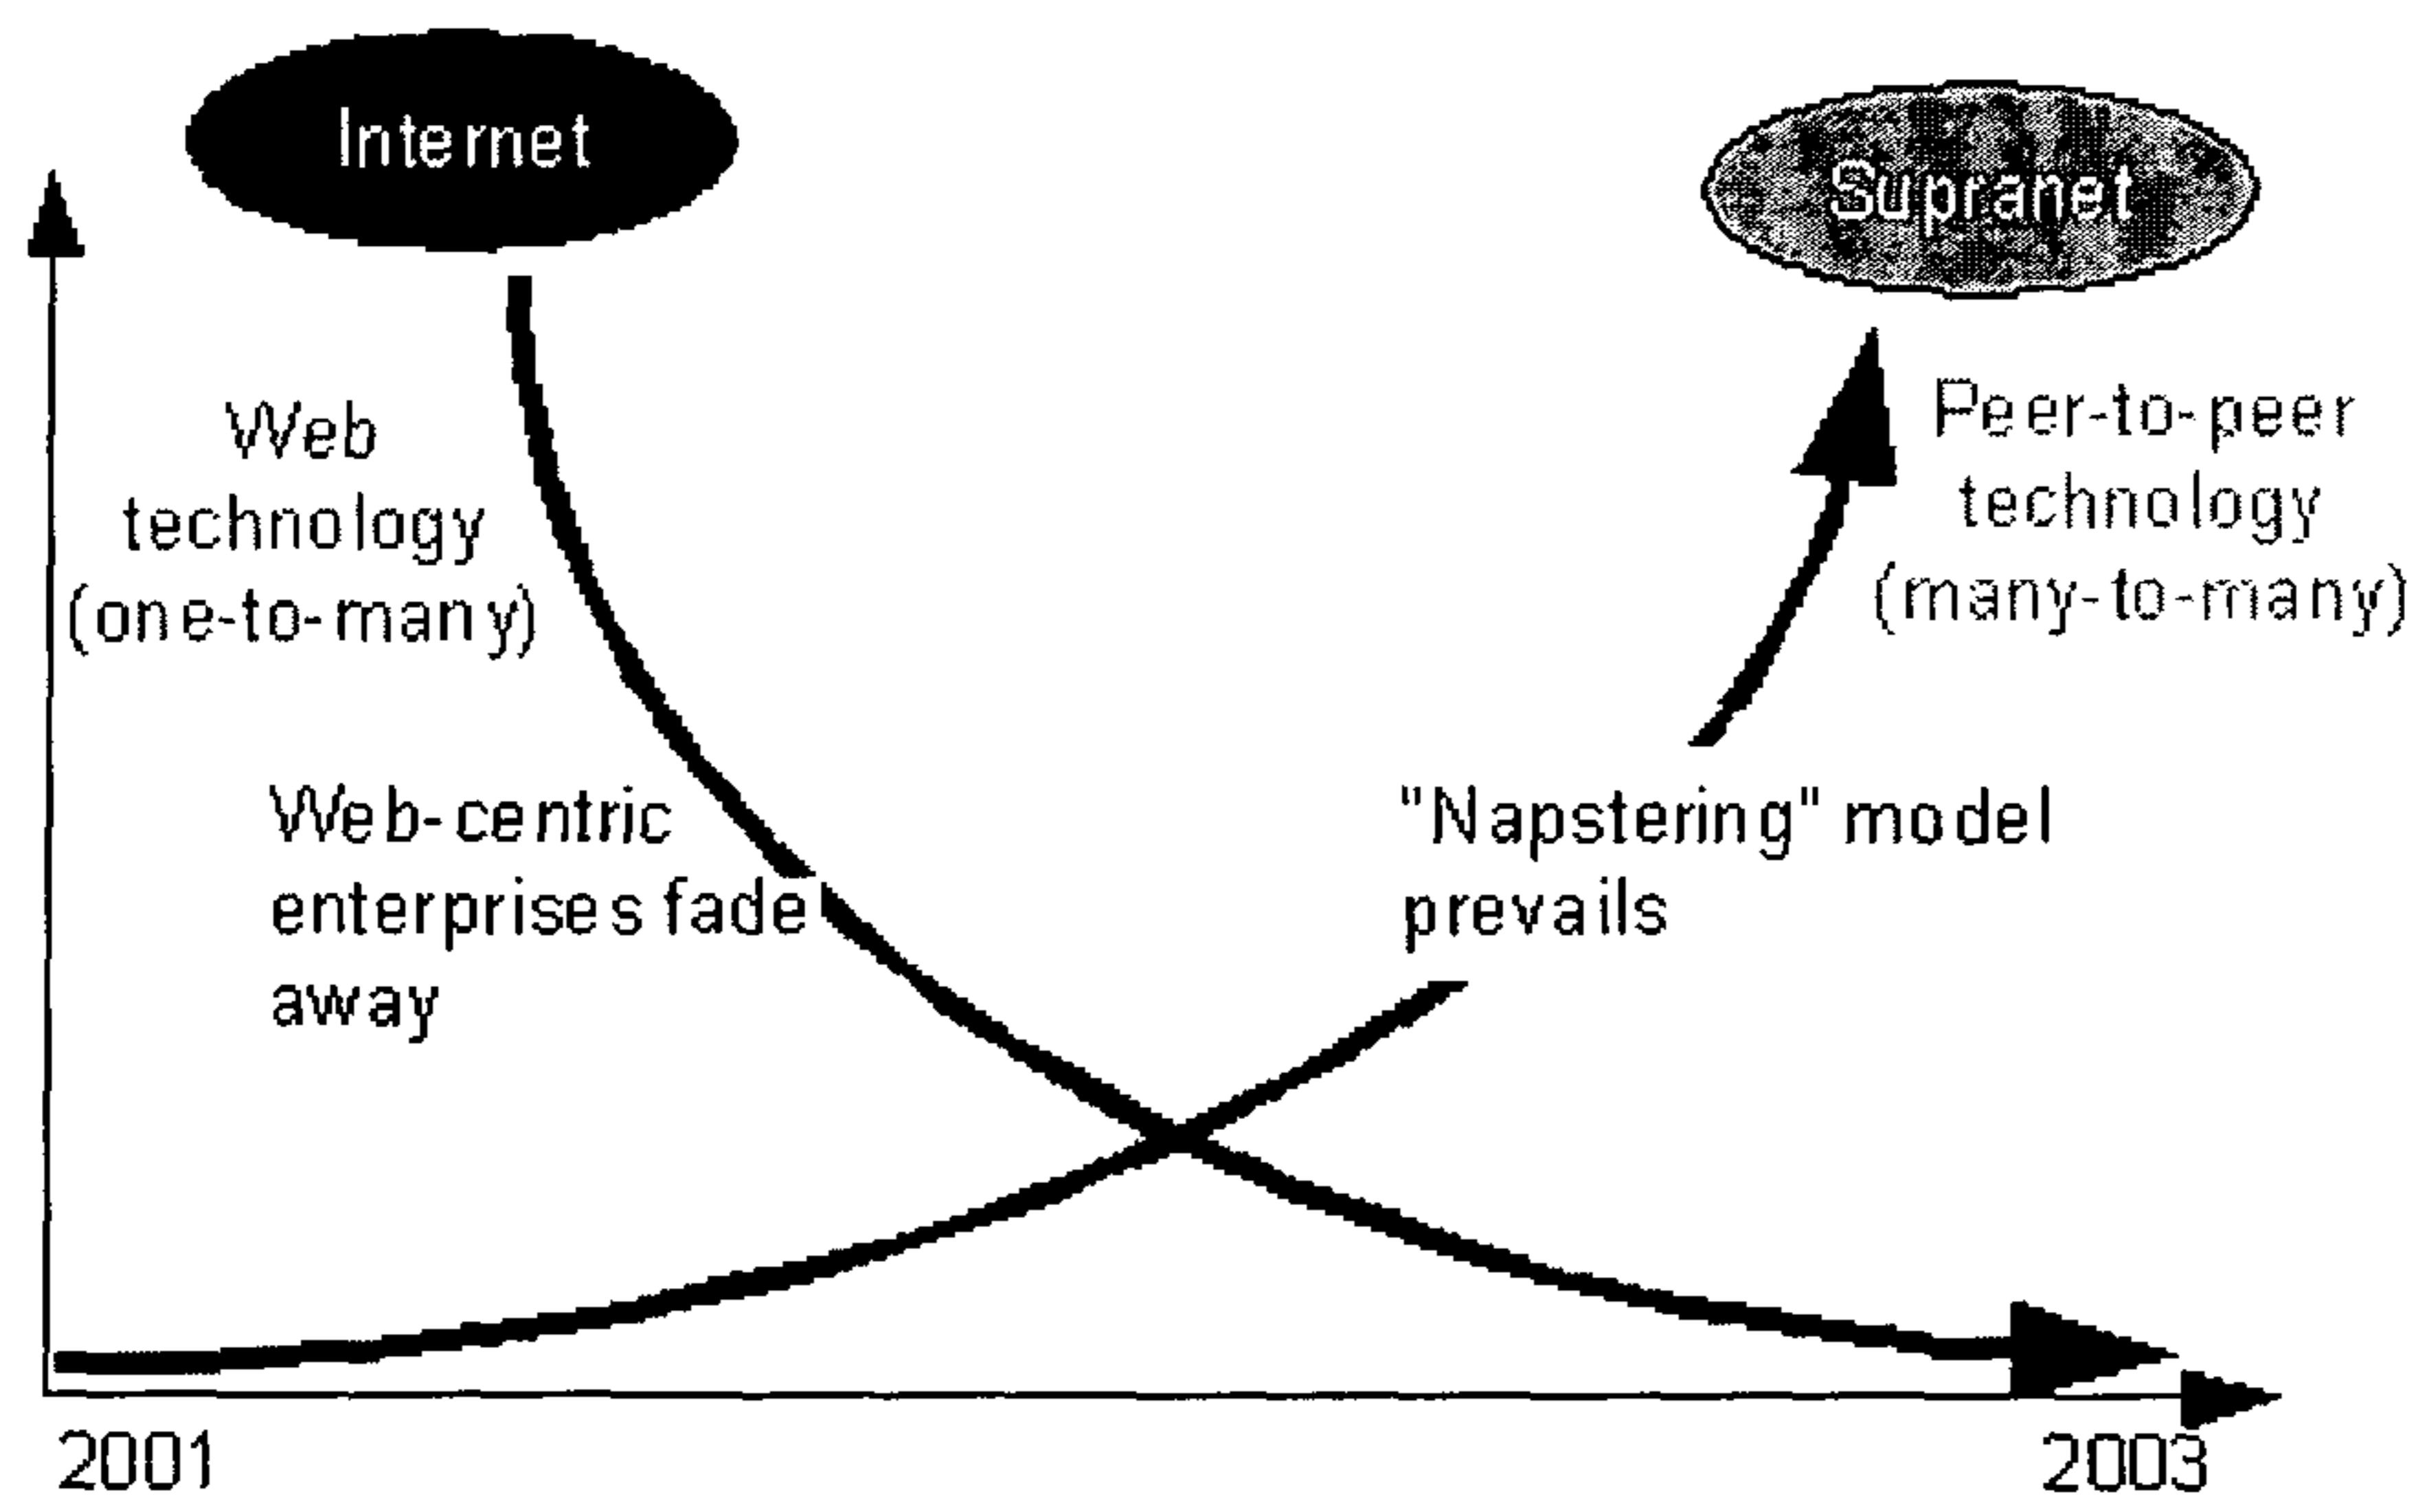 Internet
Supranet
Web
technology
(one-to-many)
Peer-to-peer
technology
(many-to-many)
Web-centric
enterprises fade
away
"Napstering" model
prevails
2001
2003